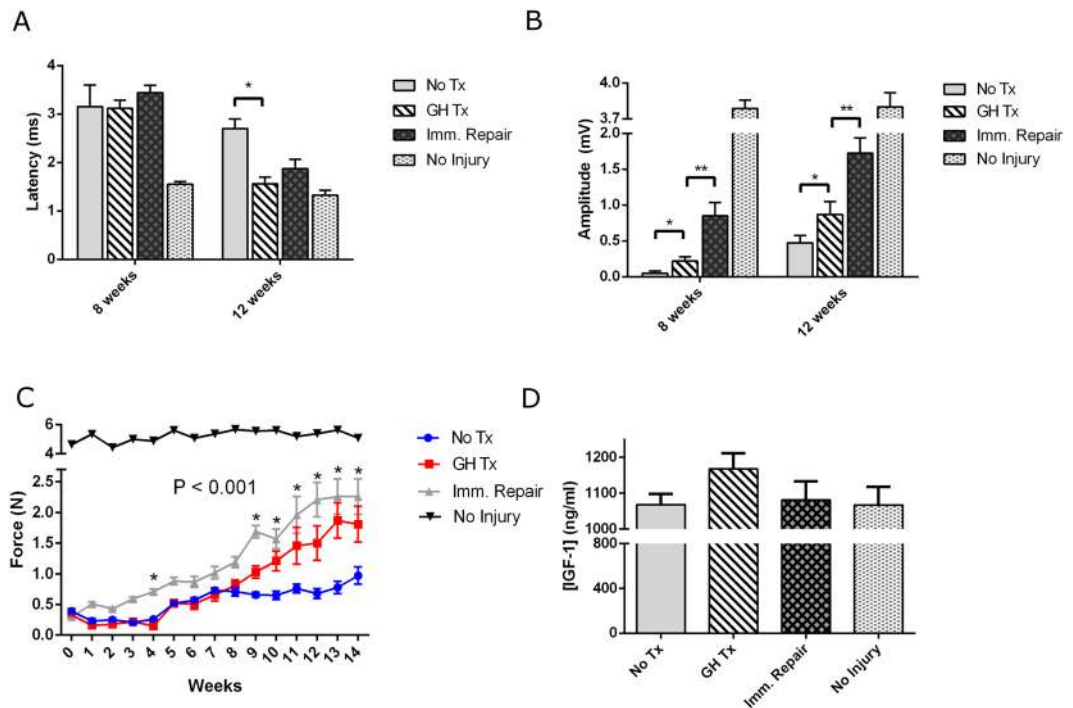 A
Latency (ms)
4
3
2
1
0
*
8 weeks
12 weeks
No Tx
GH Tx
Imm. Repair
No Injury
B
Amplitude (mV)
4.0
3.7
2.0
1.5
1.0
0.5
0.0
*
**
*
**
8 weeks
12 weeks
No Tx
GH Tx
Imm. Repair
No Injury
C
Force (N)
6
4
2.5
2.0
1.5
1.0
0.5
0.0
P < 0.001
* * * * * * *
0 1 2 3 4 5 6 7 8 9 10 11 12 13 14
Weeks
No Tx
GH Tx
Imm. Repair
No Injury
D
[IGF-1] (ng/ml)
1200
1100
1000
800
400
0
No Tx
GH Tx
Imm. Repair
No Injury